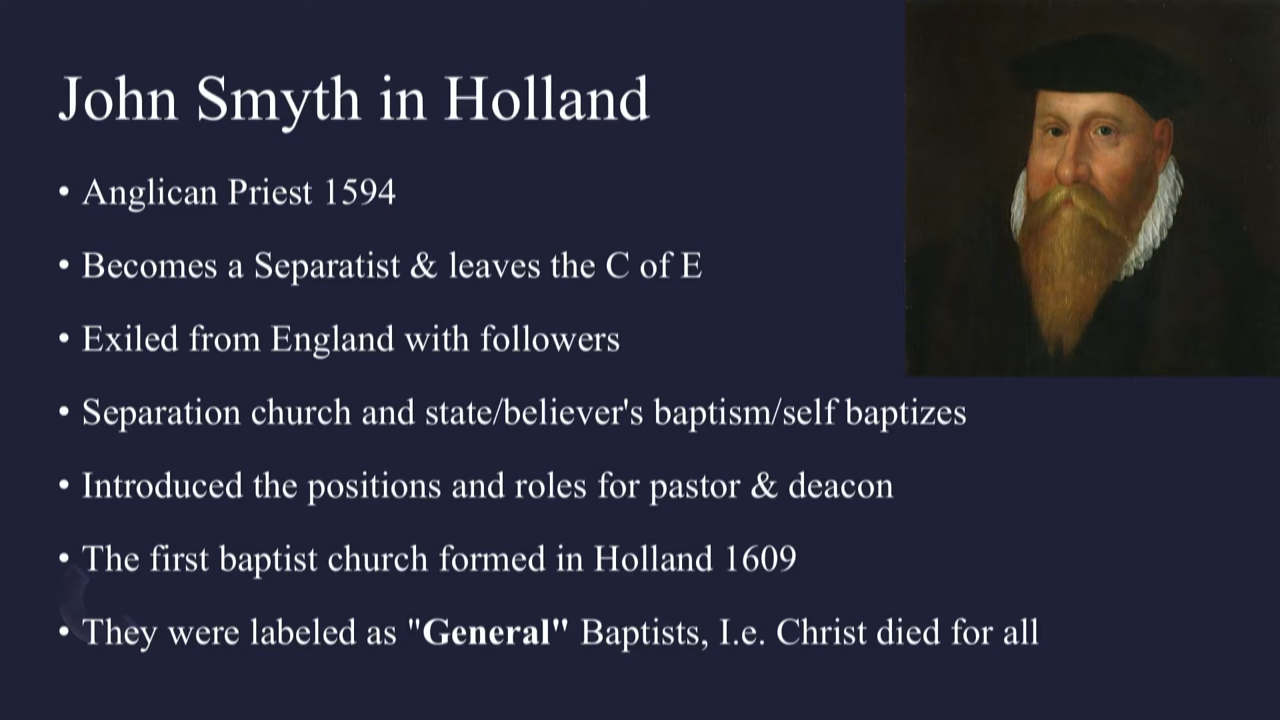 John Smyth in Holland
• Anglican Priest 1594
• Becomes a Separatist & leaves the C of E
• Exiled from England with followers
• Separation church and state/believer's baptism/self baptizes
• Introduced the positions and roles for pastor & deacon
• The first baptist church formed in Holland 1609
• They were labeled as "General" Baptists, I.e. Christ died for all